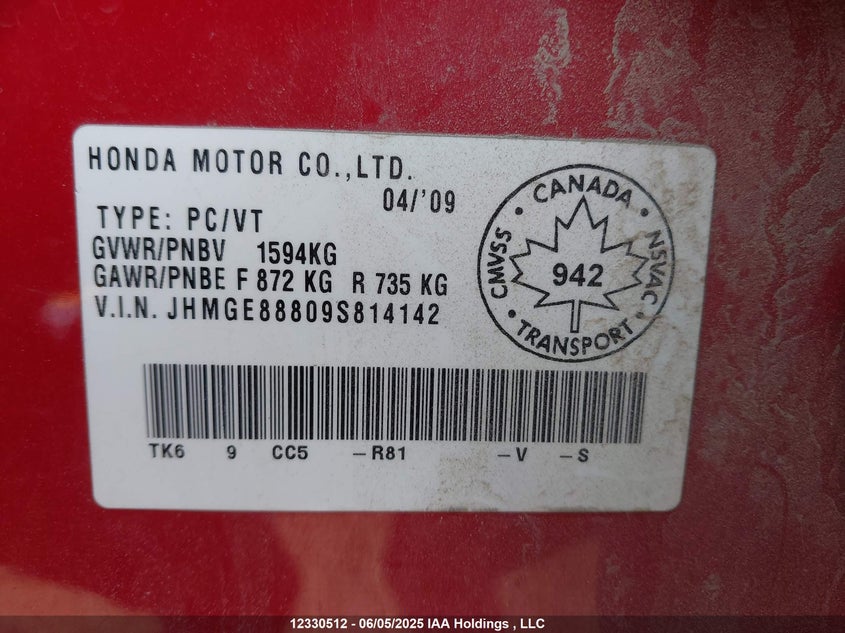 HONDA MOTOR CO.,LTD.
04/'09
TYPE: PC/VT
GVWR/PNBV 1594KG
GAWR/PNBE F 872 KG R 735 KG
V.I.N. JHMGE88809S814142
• CANADA •
CMVSS
942
NSVAC
• TRANSPORT •
TK6 9 CC5 -R81 -V -S
12330512 - 06/05/2025 IAA Holdings , LLC